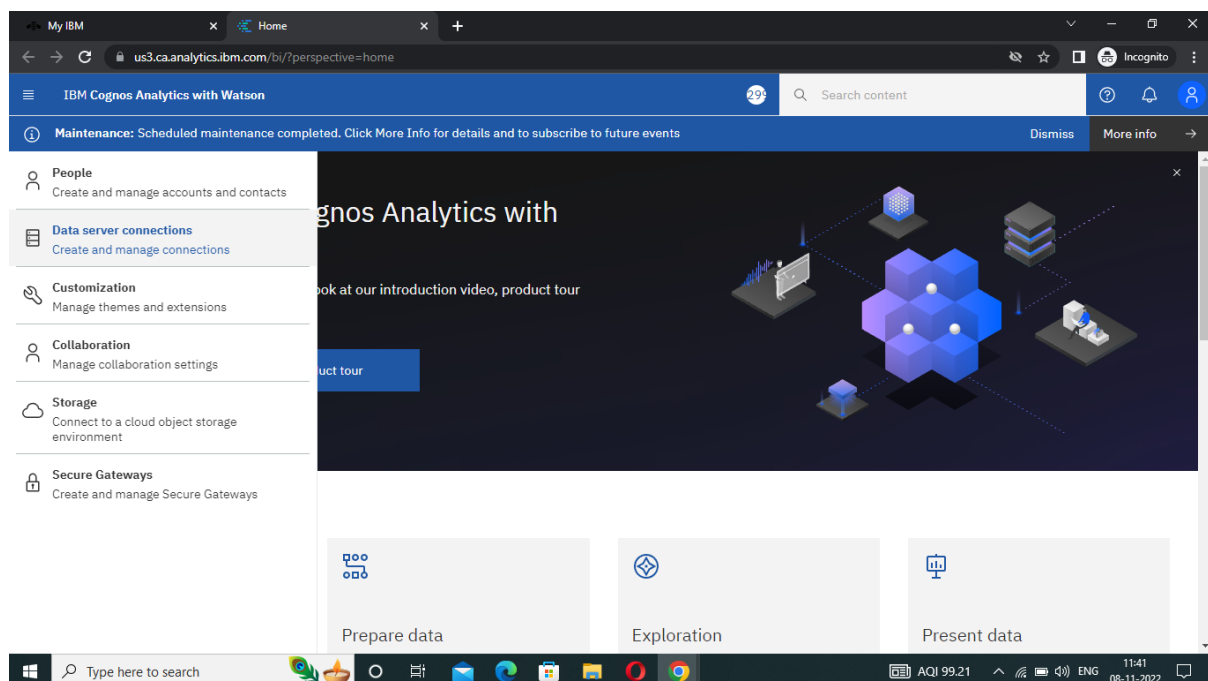 My IBM
Home
us3.ca.analytics.ibm.com/bi/?perspective=home
Incognito
IBM Cognos Analytics with Watson
299
Search content
Maintenance: Scheduled maintenance completed. Click More Info for details and to subscribe to future events
Dismiss
More info
People
Create and manage accounts and contacts
Data server connections
Create and manage connections
Customization
Manage themes and extensions
Collaboration
Manage collaboration settings
Storage
Connect to a cloud object storage
environment
Secure Gateways
Create and manage Secure Gateways
gnos Analytics with
ok at our introduction video, product tour
uct tour
Prepare data
Exploration
Present data
Type here to search
AQI 99.21
ENG
11:41
08-11-2022